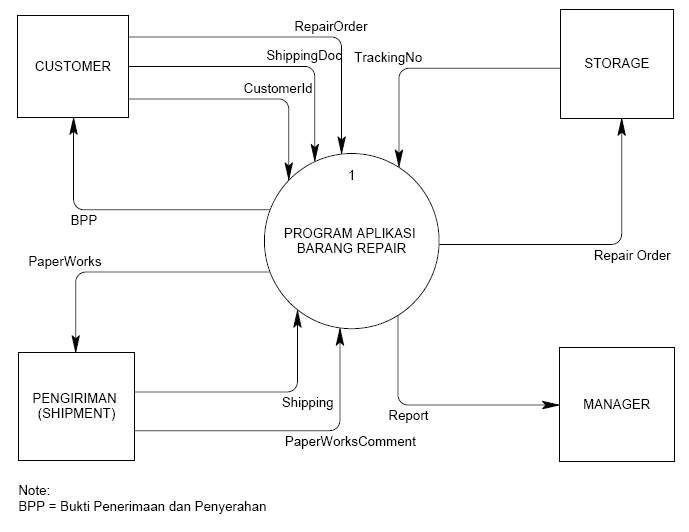 RepairOrder
ShippingDoc
TrackingNo
CUSTOMER
STORAGE
CustomerId
1
BPP
PROGRAM APLIKASI
BARANG REPAIR
PaperWorks
Repair Order
PENGIRIMAN
(SHIPMENT)
Shipping
Report
MANAGER
PaperWorksComment
Note:
BPP = Bukti Penerimaan dan Penyerahan